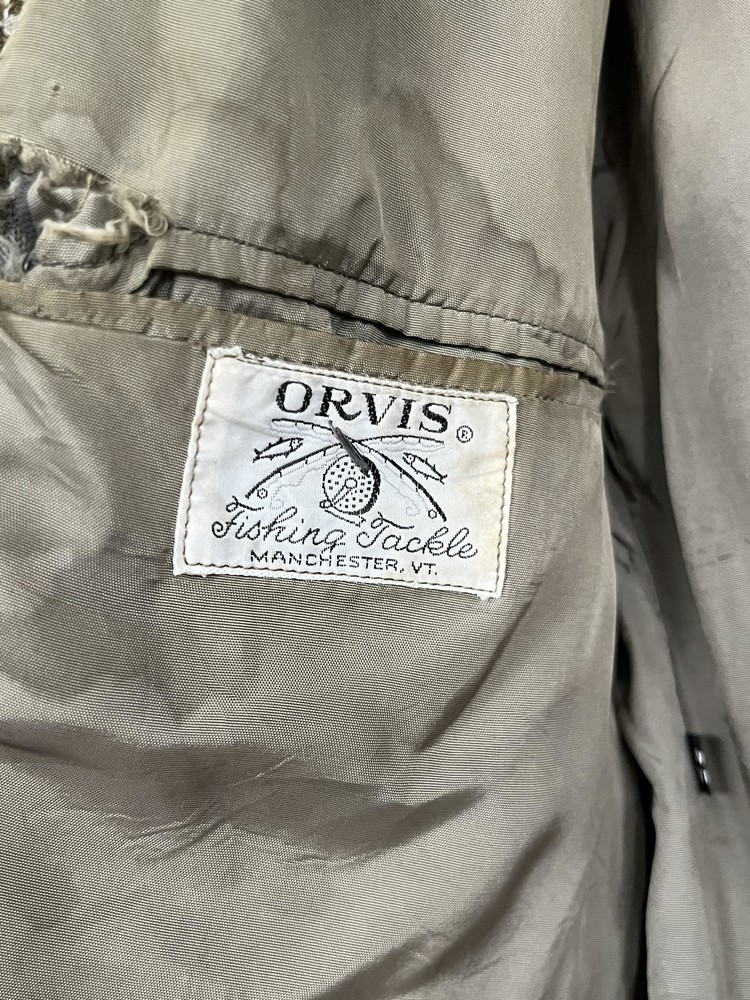 ORVIS®
Fishing Tackle
MANCHESTER, VT.